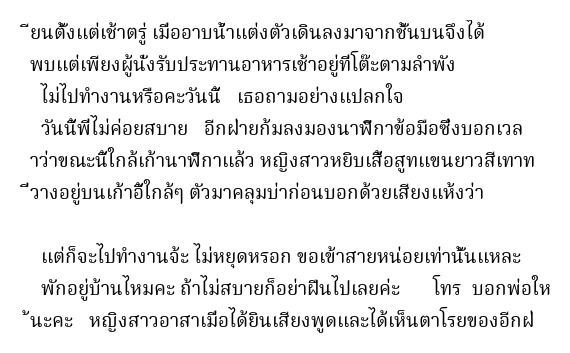 ียนตั้งแต่เช้าตรู่ เมื่ออาบน้ำแต่งตัวเดินลงมาจากชั้นบนจึงได้
พบแต่เพียงผู้นั่งรับประทานอาหารเช้าอยู่ที่โต๊ะตามลำพัง
ไม่ไปทำงานหรือคะวันนี้ เธอถามอย่างแปลกใจ
วันนี้พี่ไม่ค่อยสบาย อีกฝ่ายก้มลงมองนาฬิกาข้อมือซึ่งบอกเวล
าว่าขณะนี้ใกล้เก้านาฬิกาแล้ว หญิงสาวหยิบเสื้อสูทแขนยาวสีเทาท
ี่วางอยู่บนเก้าอี้ใกล้ๆ ตัวมาคลุมบ่าก่อนบอกด้วยเสียงแห้งว่า
แต่ก็จะไปทำงานจ้ะ ไม่หยุดหรอก ขอเข้าสายหน่อยเท่านั้นแหละ
พักอยู่บ้านไหมคะ ถ้าไม่สบายก็อย่าฝืนไปเลยค่ะ โทร บอกพ่อให
้นะคะ หญิงสาวอาสาเมื่อได้ยินเสียงพูดและได้เห็นตาโรยของอีกฝ